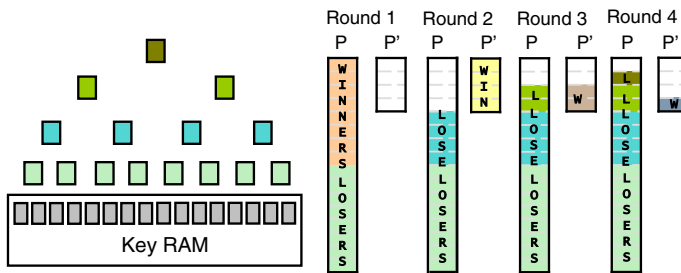 Round 1 Round 2 Round 3 Round 4
P P’ P P’ P P’ P P’
WINNERS
LOSERS
LOSE
LOSERS
WIN
L
LOSE
LOSERS
W
L
L
LOSE
LOSERS
W
Key RAM